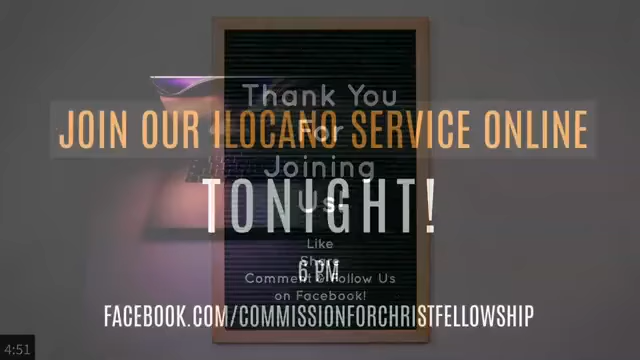 Thank You
JOIN OUR ILOCANO SERVICE ONLINE
For
Joining
TONIGHT!
Us!
Like
Share
6 PM
Comment & Follow Us
on Facebook!
FACEBOOK.COM/COMMISSIONFORCHRISTFELLOWSHIP
4:51